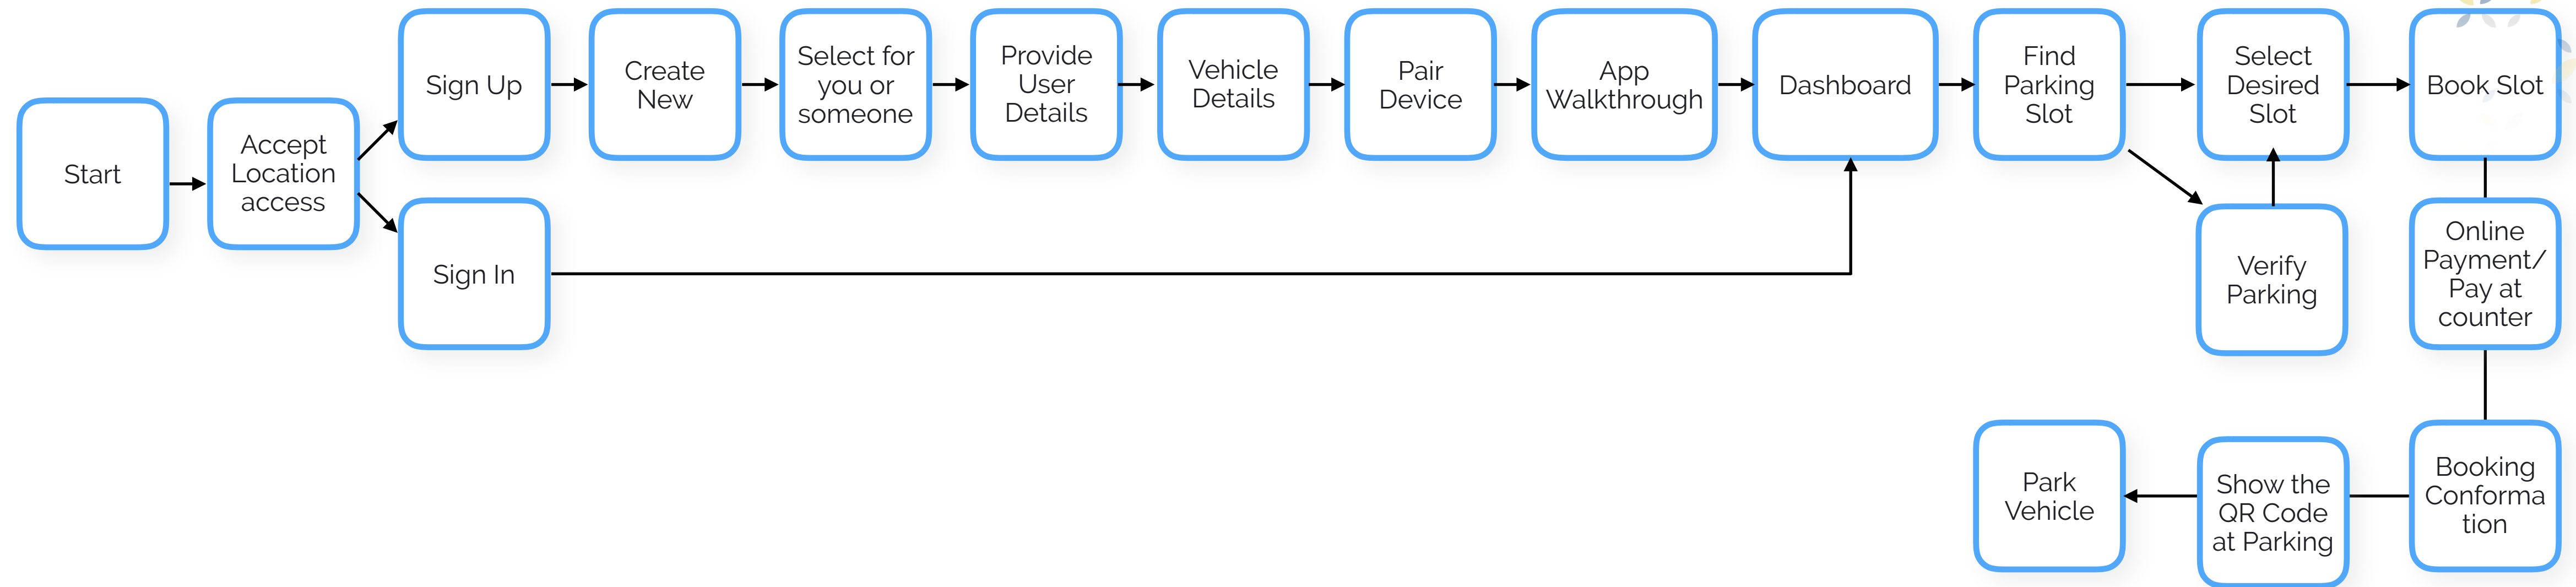 Start
Accept
Location
access
Sign Up
Sign In
Create
New
Select for
you or
someone
Provide
User
Details
Vehicle
Details
Pair
Device
App
Walkthrough
Dashboard
Find
Parking
Slot
Select
Desired
Slot
Verify
Parking
Book Slot
Online
Payment/
Pay at
counter
Booking
Conforma
tion
Show the
QR Code
at Parking
Park
Vehicle